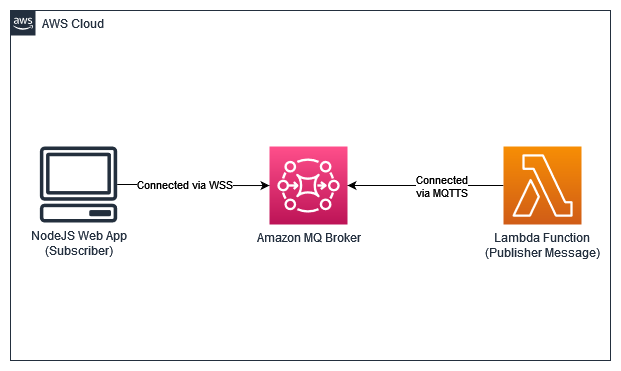 aws
AWS Cloud
Connected via WSS
Connected
via MQTTS
NodeJS Web App
(Subscriber)
Amazon MQ Broker
Lambda Function
(Publisher Message)